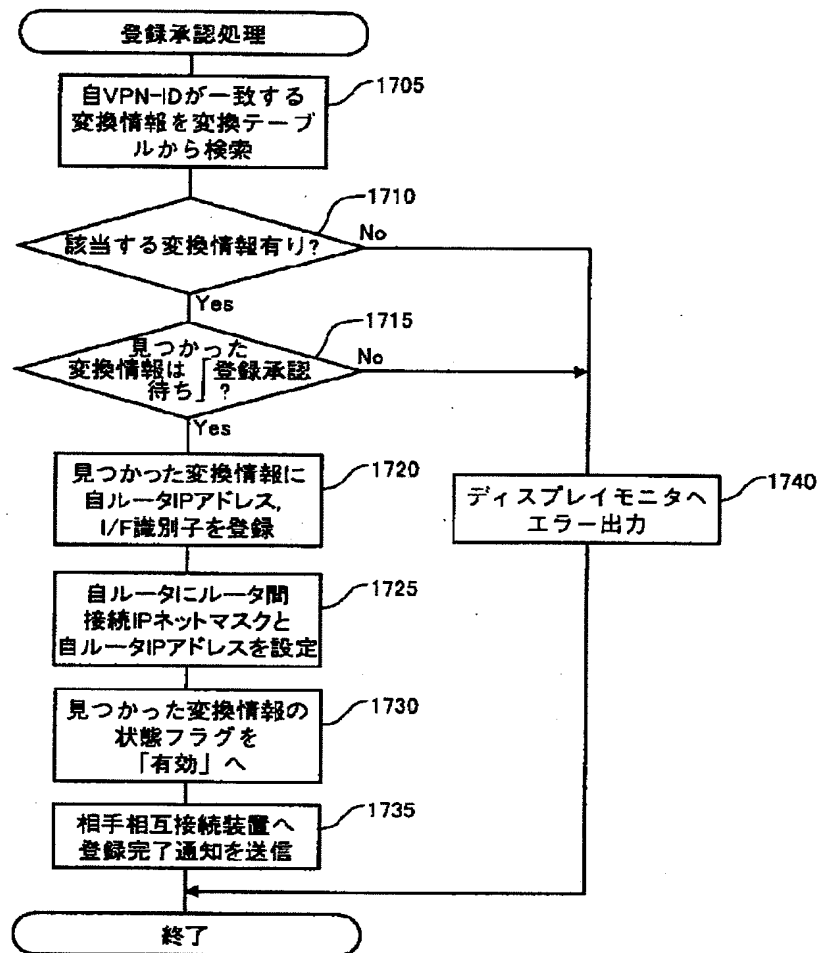 登録承認処理
1705
自VPN-IDが一致する
変換情報を変換テーブ
ルから検索
1710
該当する変換情報有り?
No
Yes
1715
見つかった
変換情報は「登録承認
待ち」?
No
Yes
1720
見つかった変換情報に
自ルータIPアドレス,
I/F識別子を登録
1740
ディスプレイモニタへ
エラー出力
1725
自ルータにルータ間
接続IPネットマスクと
自ルータIPアドレスを設定
1730
見つかった変換情報の
状態フラグを
「有効」へ
1735
相手相互接続装置へ
登録完了通知を送信
終了